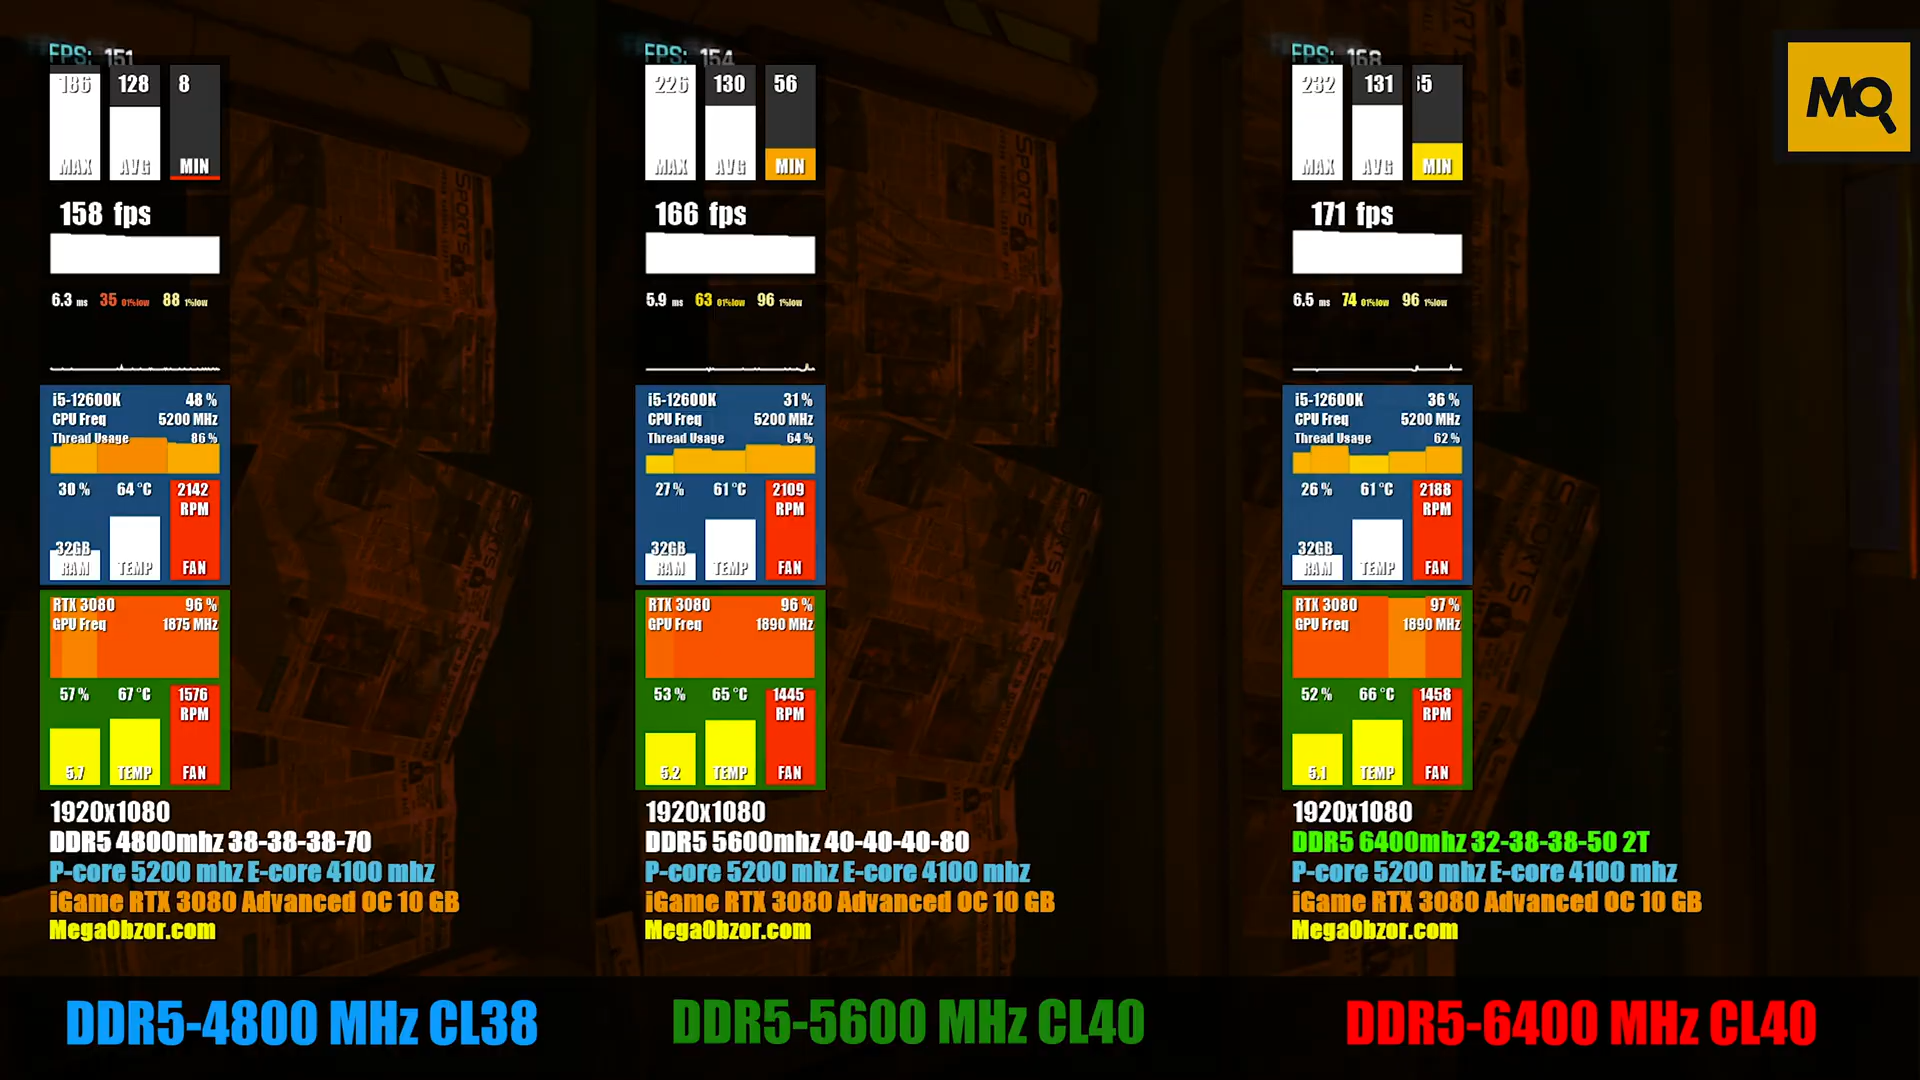 FPS: 151
186 128 8
MAX AVG MIN
158 fps
6.3 ms 35 01%low 88 1%low
i5-12600K 48 %
CPU Freq 5200 MHz
Thread Usage 86 %
30 % 64 °C 2142 RPM
32GB RAM TEMP FAN
RTX 3080 96 %
GPU Freq 1875 MHz
57 % 67 °C 1576 RPM
5.7 TEMP FAN
1920x1080
DDR5 4800mhz 38-38-38-70
P-core 5200 mhz E-core 4100 mhz
iGame RTX 3080 Advanced OC 10 GB
MegaObzor.com
DDR5-4800 MHz CL38
FPS: 154
226 130 56
MAX AVG MIN
166 fps
5.9 ms 63 01%low 96 1%low
i5-12600K 31 %
CPU Freq 5200 MHz
Thread Usage 64 %
27 % 61 °C 2109 RPM
32GB RAM TEMP FAN
RTX 3080 96 %
GPU Freq 1890 MHz
53 % 65 °C 1445 RPM
5.2 TEMP FAN
1920x1080
DDR5 5600mhz 40-40-40-80
P-core 5200 mhz E-core 4100 mhz
iGame RTX 3080 Advanced OC 10 GB
MegaObzor.com
DDR5-5600 MHz CL40
FPS: 168
232 131 65
MAX AVG MIN
171 fps
6.5 ms 74 01%low 96 1%low
i5-12600K 36 %
CPU Freq 5200 MHz
Thread Usage 62 %
26 % 61 °C 2188 RPM
32GB RAM TEMP FAN
RTX 3080 97 %
GPU Freq 1890 MHz
52 % 66 °C 1458 RPM
5.1 TEMP FAN
1920x1080
DDR5 6400mhz 32-38-38-50 2T
P-core 5200 mhz E-core 4100 mhz
iGame RTX 3080 Advanced OC 10 GB
MegaObzor.com
DDR5-6400 MHz CL40
MO
SPORTS
SPORTS
SPORTS